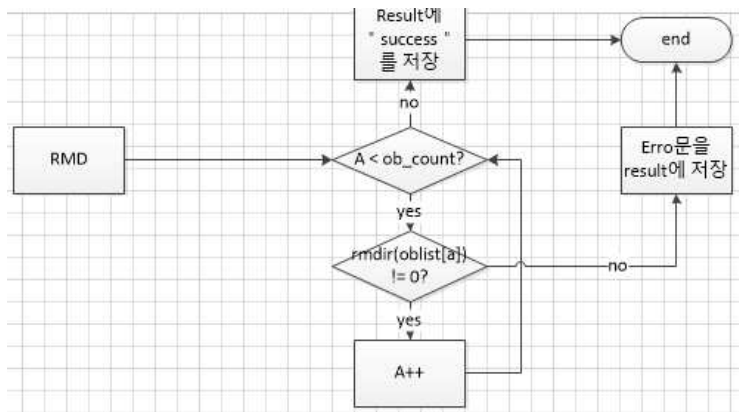 Result에
" success "
를 저장
end
no
RMD
A < ob_count?
Erro문을
result에 저장
yes
rmdir(oblist[a])
!= 0?
no
yes
A++